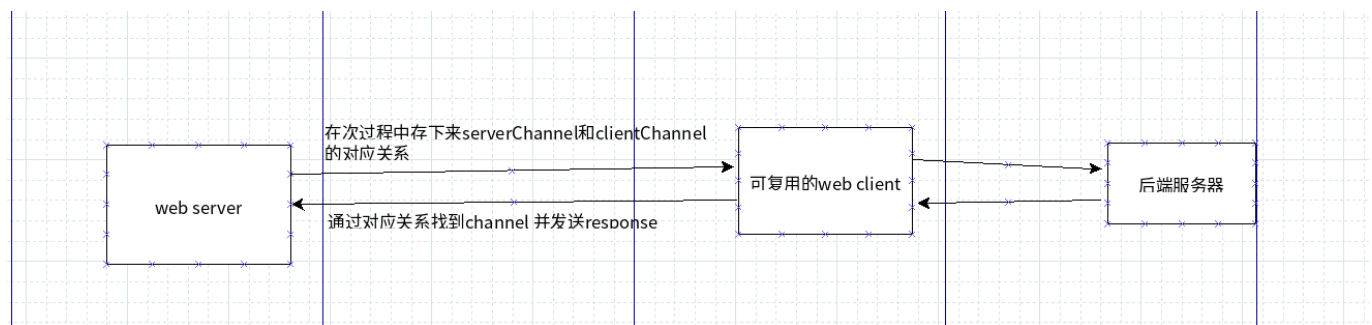 在次过程中存下来serverChannel和clientChannel
的对应关系
web server
可复用的web client
后端服务器
通过对应关系找到channel 并发送response